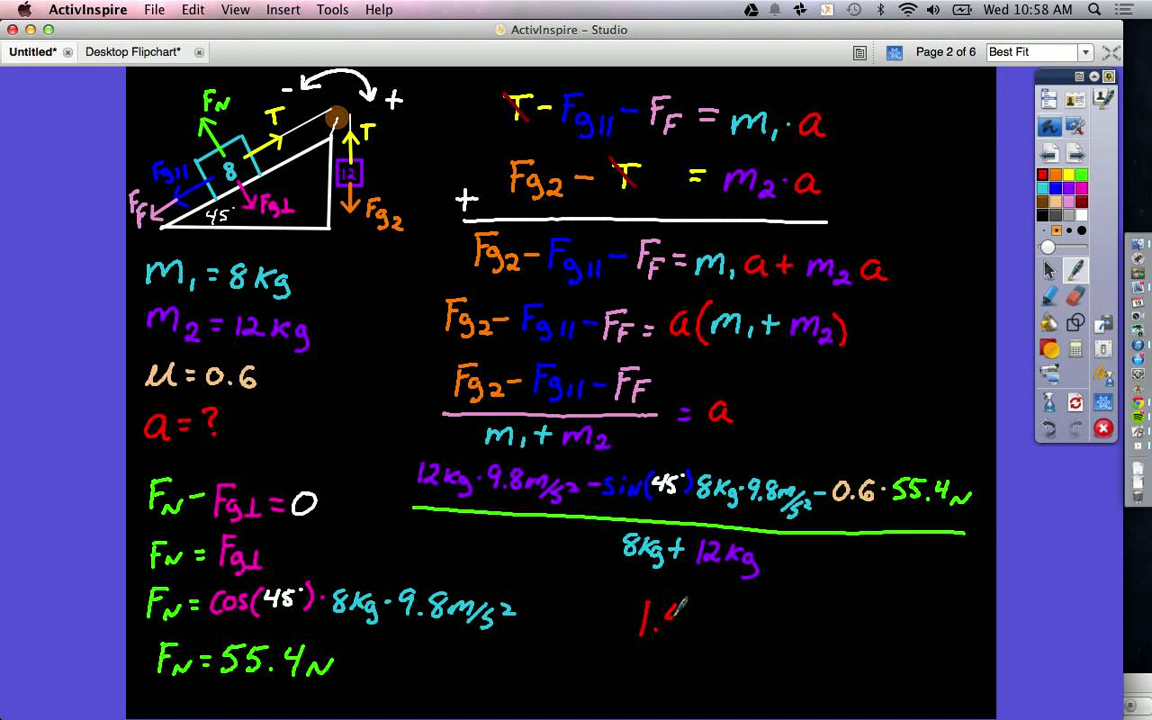 ActivInspire File Edit View Insert Tools Help
Wed 10:58 AM
ActivInspire - Studio
Untitled* Desktop Flipchart* Page 2 of 6 Best Fit
- +
FN T T
Fg11 8 12
FF 45° Fg⊥ Fg2
m₁ = 8kg
m₂ = 12kg
μ = 0.6
a = ?
FN - Fg⊥ = 0
FN = Fg⊥
FN = cos(45°) · 8kg · 9.8m/s²
FN = 55.4N
T - Fg11 - FF = m₁ · a
Fg2 - T = m₂ · a
+
Fg2 - Fg11 - FF = m₁ a + m₂ a
Fg2 - Fg11 - FF = a(m₁ + m₂)
Fg2 - Fg11 - FF
= a
m₁ + m₂
12kg · 9.8m/s² - sin(45°) 8kg · 9.8m/s² - 0.6 · 55.4N
8kg + 12kg
1.